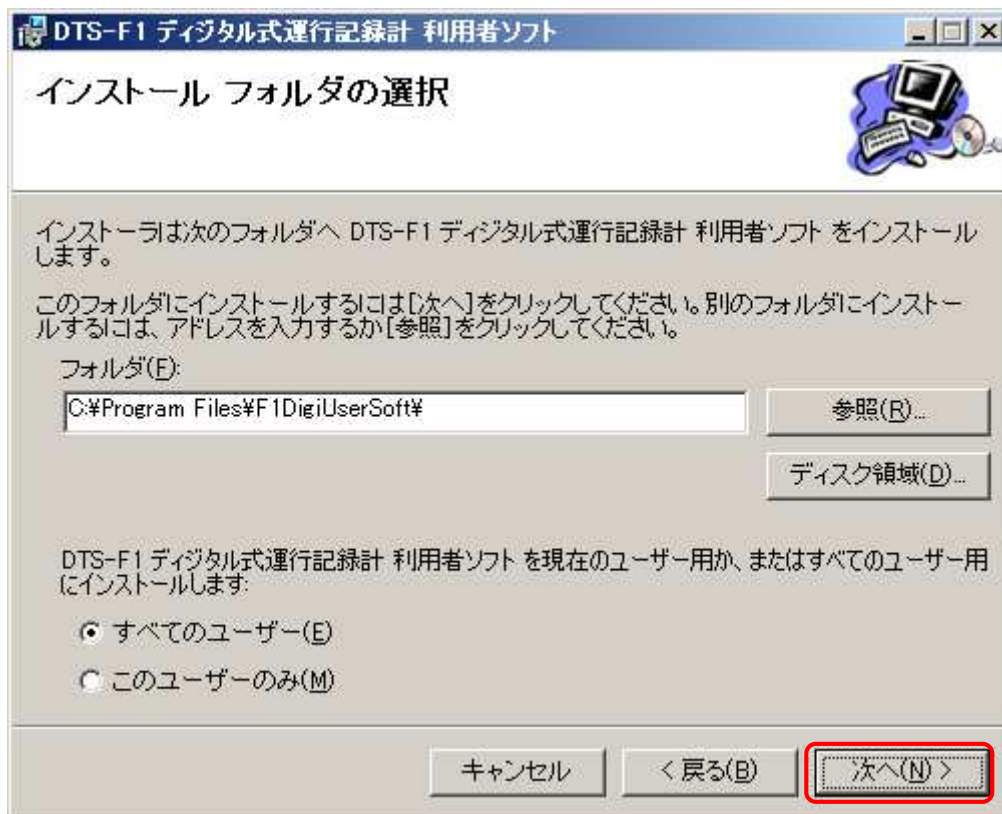 DTS-F1 ディジタル式運行記録計 利用者ソフト
インストール フォルダの選択
インストーラは次のフォルダへ DTS-F1 ディジタル式運行記録計 利用者ソフト をインストール
します。
このフォルダにインストールするには[次へ]をクリックしてください。別のフォルダにインストー
ルするには、アドレスを入力するか[参照]をクリックしてください。
フォルダ(F):
C:¥Program Files¥F1DigiUserSoft¥
参照(R)...
ディスク領域(D)...
DTS-F1 ディジタル式運行記録計 利用者ソフト を現在のユーザー用か、またはすべてのユーザー用
にインストールします:
すべてのユーザー(E)
このユーザーのみ(M)
キャンセル
< 戻る(B)
次へ(N) >